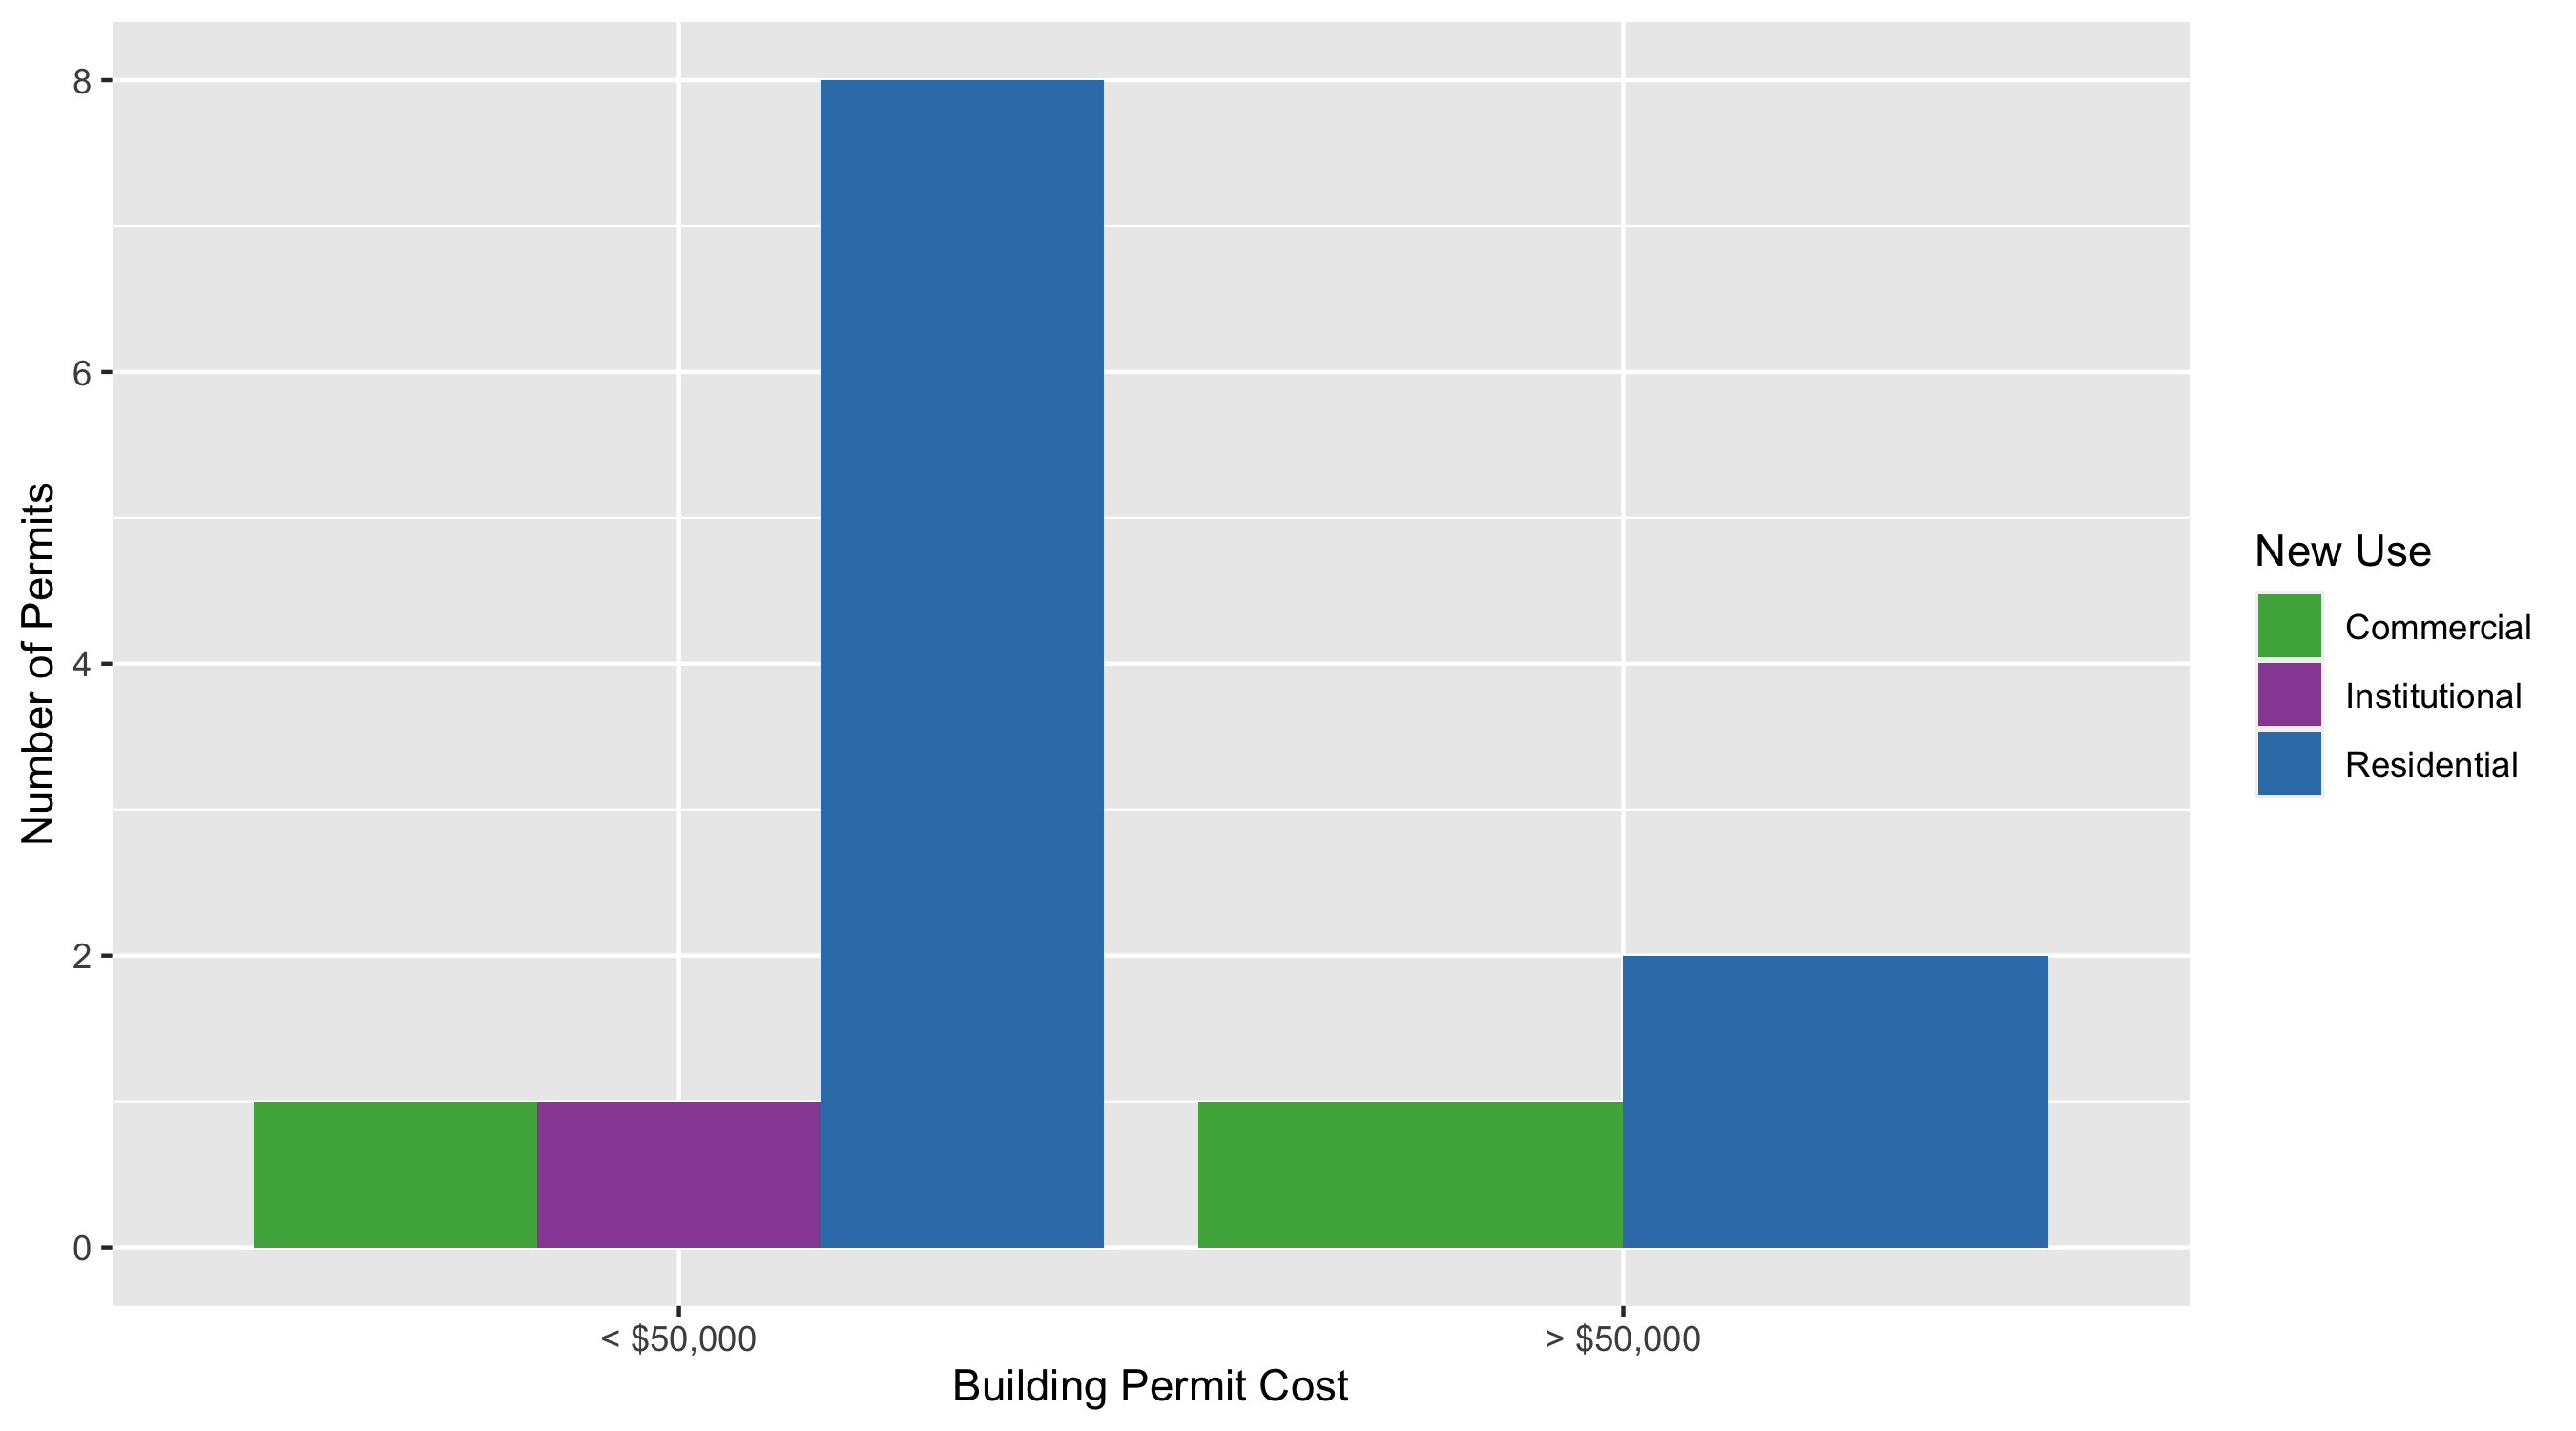 8
6
4
2
0
Number of Permits
< $50,000
> $50,000
Building Permit Cost
New Use
Commercial
Institutional
Residential